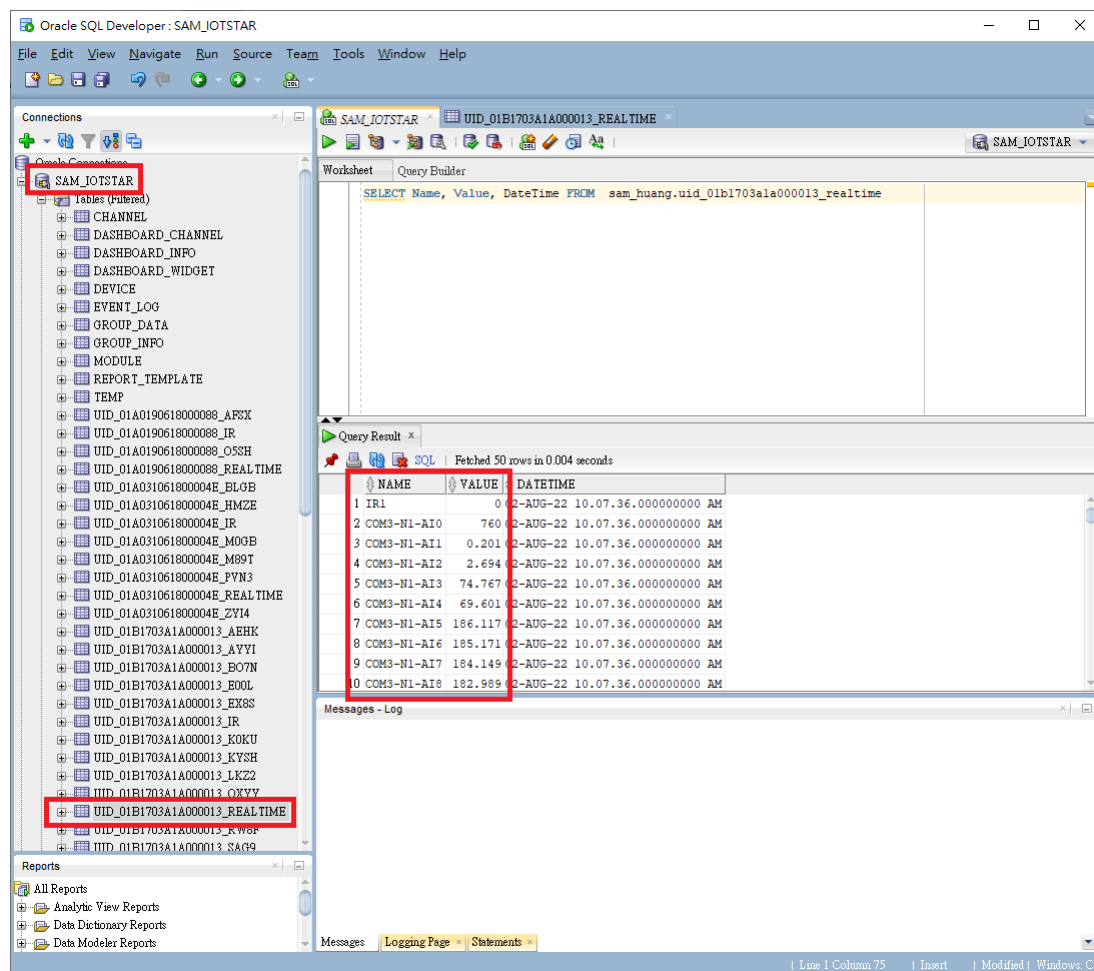 Oracle SQL Developer : SAM_IOTSTAR
File Edit View Navigate Run Source Team Tools Window Help
Connections
Oracle Connections
SAM_IOTSTAR
Tables (Filtered)
CHANNEL
DASHBOARD_CHANNEL
DASHBOARD_INFO
DASHBOARD_WIDGET
DEVICE
EVENT_LOG
GROUP_DATA
GROUP_INFO
MODULE
REPORT_TEMPLATE
TEMP
UID_01A0190618000088_AFSX
UID_01A0190618000088_IR
UID_01A0190618000088_O5SH
UID_01A0190618000088_REALTIME
UID_01A031061800004E_BLGB
UID_01A031061800004E_HMZE
UID_01A031061800004E_IR
UID_01A031061800004E_M0GB
UID_01A031061800004E_M89T
UID_01A031061800004E_PVN3
UID_01A031061800004E_REALTIME
UID_01A031061800004E_ZYI4
UID_01B1703A1A000013_AEHK
UID_01B1703A1A000013_AYYI
UID_01B1703A1A000013_BO7N
UID_01B1703A1A000013_E00L
UID_01B1703A1A000013_EX8S
UID_01B1703A1A000013_IR
UID_01B1703A1A000013_K0KU
UID_01B1703A1A000013_KYSH
UID_01B1703A1A000013_LKZ2
UID_01B1703A1A000013_OXYY
UID_01B1703A1A000013_REALTIME
UID_01B1703A1A000013_RW8F
UID_01B1703A1A000013_SAG9
Reports
All Reports
Analytic View Reports
Data Dictionary Reports
Data Modeler Reports
SAM_IOTSTAR UID_01B1703A1A000013_REALTIME
SQL SAM_IOTSTAR
Worksheet Query Builder
SELECT Name, Value, DateTime FROM sam_huang.uid_01b1703a1a000013_realtime
Query Result
SQL | Fetched 50 rows in 0.004 seconds
NAME VALUE DATETIME
1 IR1 0 02-AUG-22 10.07.36.000000000 AM
2 COM3-N1-AI0 760 02-AUG-22 10.07.36.000000000 AM
3 COM3-N1-AI1 0.201 02-AUG-22 10.07.36.000000000 AM
4 COM3-N1-AI2 2.694 02-AUG-22 10.07.36.000000000 AM
5 COM3-N1-AI3 74.767 02-AUG-22 10.07.36.000000000 AM
6 COM3-N1-AI4 69.601 02-AUG-22 10.07.36.000000000 AM
7 COM3-N1-AI5 186.117 02-AUG-22 10.07.36.000000000 AM
8 COM3-N1-AI6 185.171 02-AUG-22 10.07.36.000000000 AM
9 COM3-N1-AI7 184.149 02-AUG-22 10.07.36.000000000 AM
10 COM3-N1-AI8 182.989 02-AUG-22 10.07.36.000000000 AM
Messages - Log
Messages Logging Page Statements
| Line 1 Column 75 | Insert | Modified | Windows: C